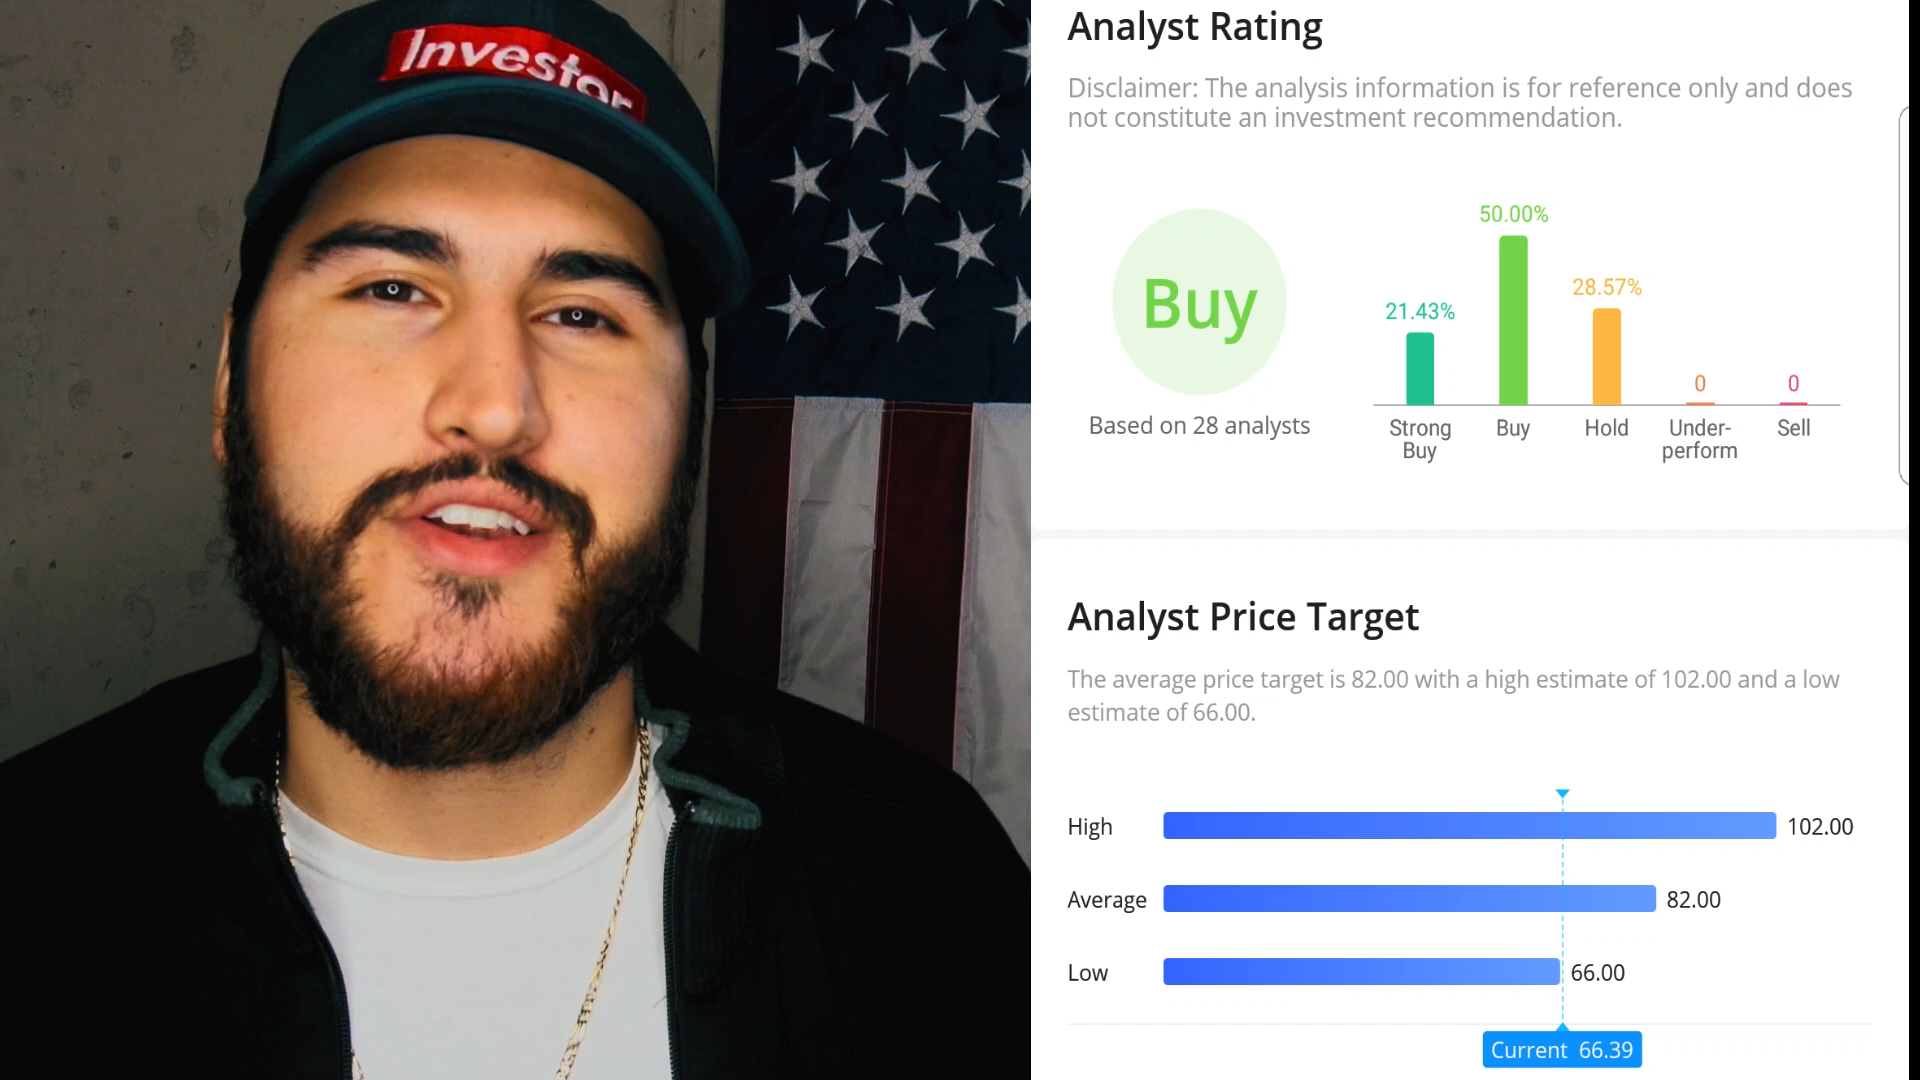 Investor
Analyst Rating
Disclaimer: The analysis information is for reference only and does
not constitute an investment recommendation.
Buy
Based on 28 analysts
21.43%
50.00%
28.57%
0
0
Strong
Buy
Buy
Hold
Under-
perform
Sell
Analyst Price Target
The average price target is 82.00 with a high estimate of 102.00 and a low
estimate of 66.00.
High 102.00
Average 82.00
Low 66.00
Current 66.39